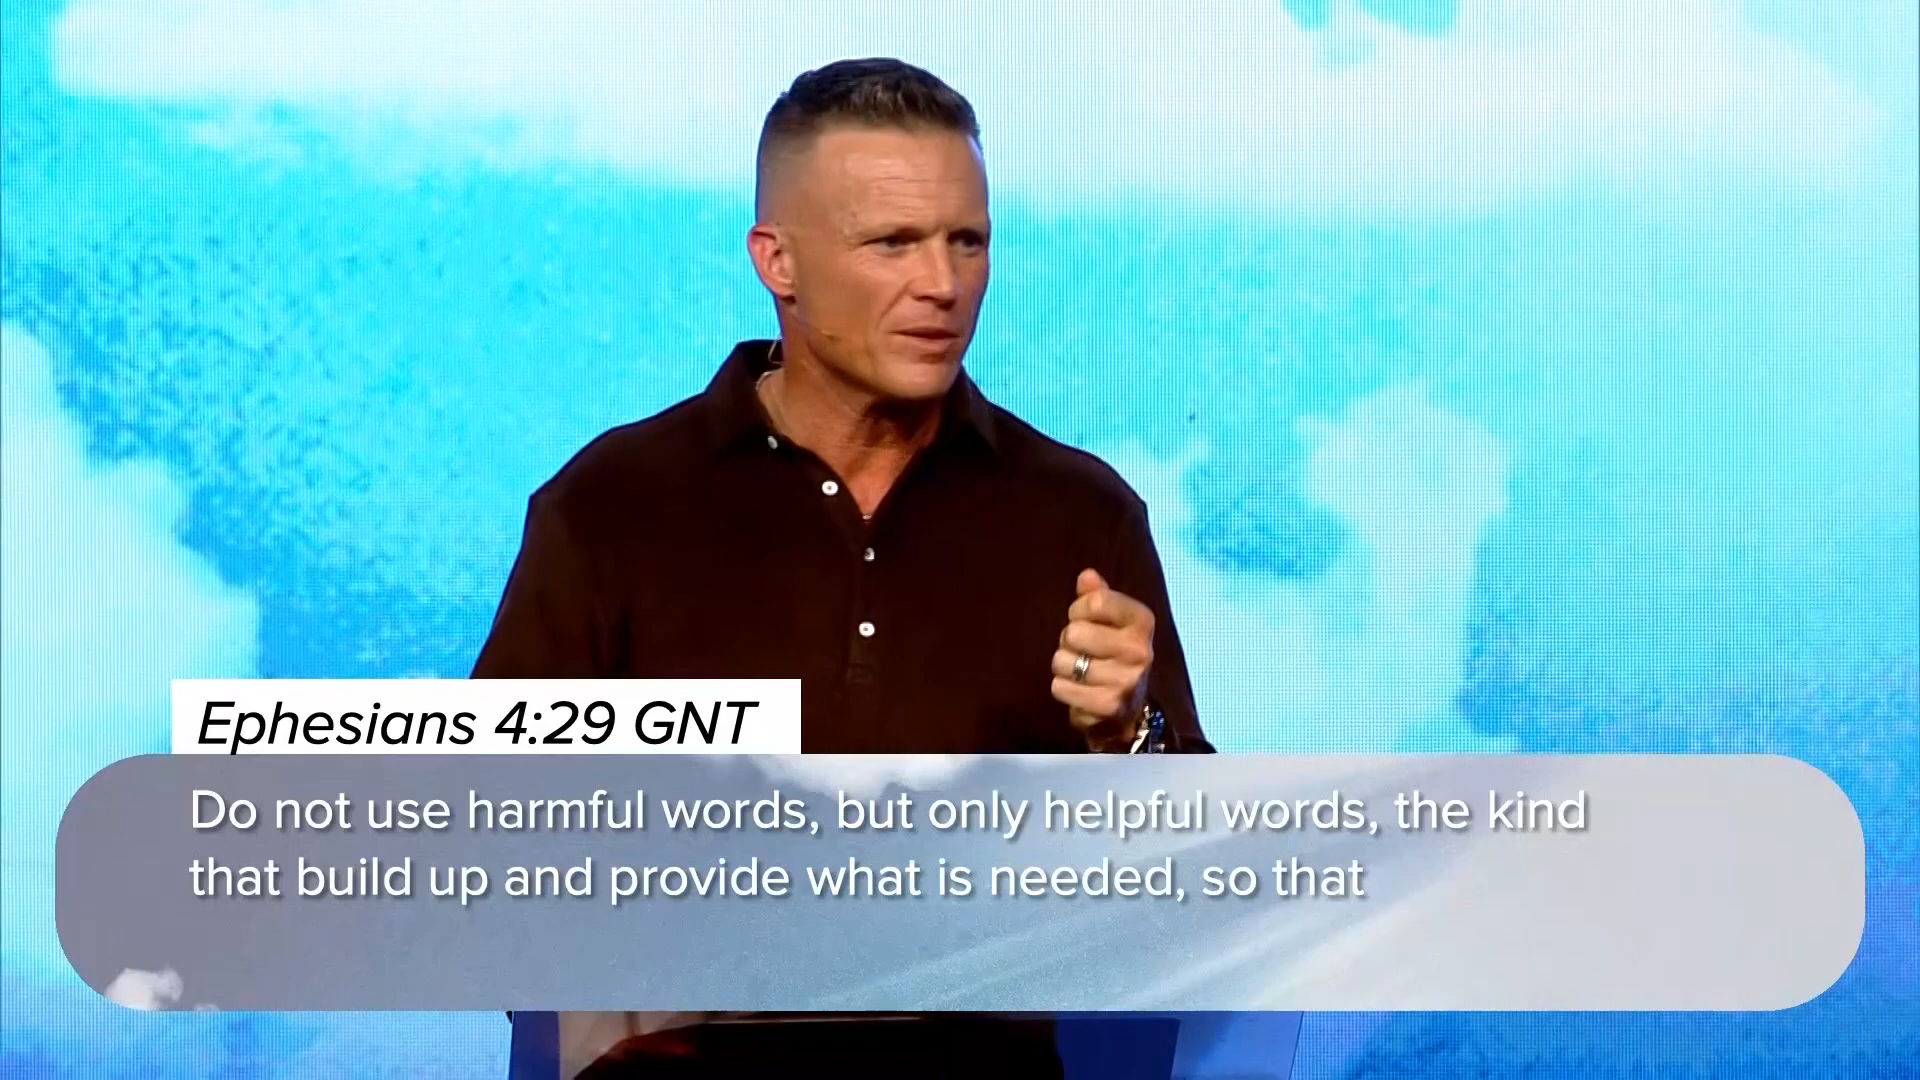 Ephesians 4:29 GNT
Do not use harmful words, but only helpful words, the kind
that build up and provide what is needed, so that